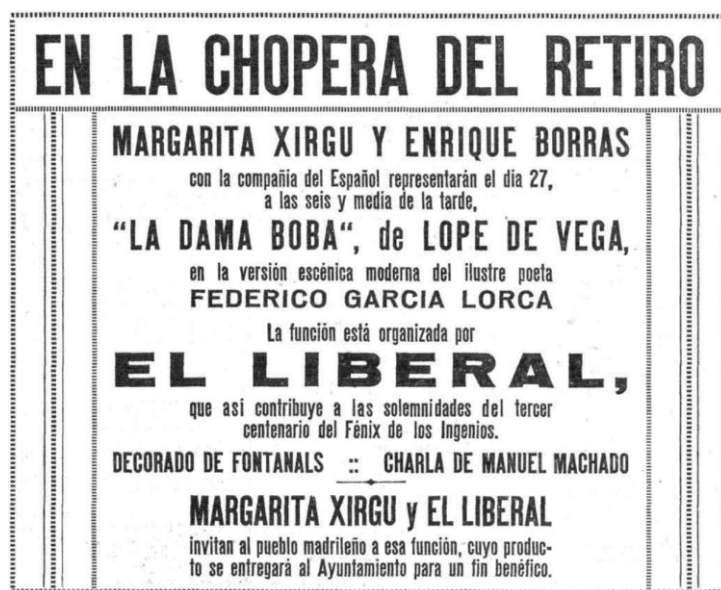 EN LA CHOPERA DEL RETIRO
MARGARITA XIRGU Y ENRIQUE BORRAS
con la compañia del Español representarán el dia 27,
a las seis y media de la tarde,
"LA DAMA BOBA", de LOPE DE VEGA,
en la versión escénica moderna del ilustre poeta
FEDERICO GARCIA LORCA
La función está organizada por
EL LIBERAL,
que asi contribuye a las solemnidades del tercer
centenario del Fénix de los Ingenios.
DECORADO DE FONTANALS :: CHARLA DE MANUEL MACHADO
MARGARITA XIRGU y EL LIBERAL
invitan al pueblo madrileño a esa función, cuyo produc-
to se entregará al Ayuntamiento para un fin benéfico.